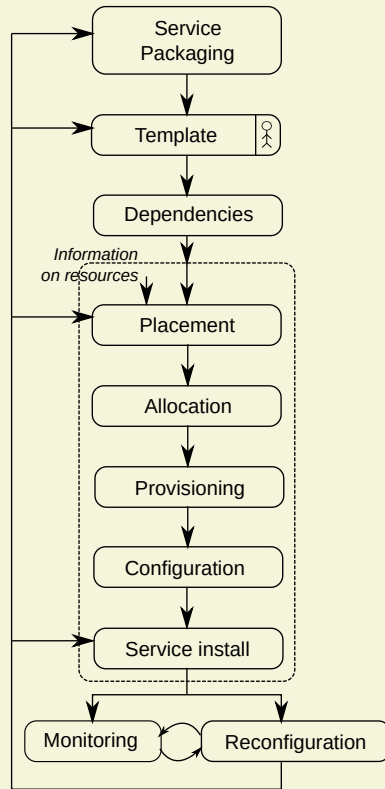 Service
Packaging
Template
Dependencies
Information
on resources
Placement
Allocation
Provisioning
Configuration
Service install
Monitoring
Reconfiguration